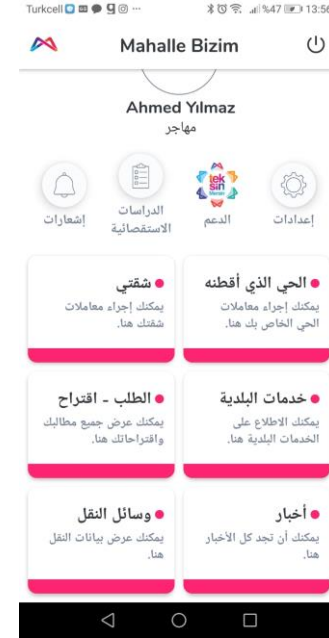 Turkcell
%47
13:56
Mahalle Bizim
Ahmed Yılmaz
مهاجر
إعدادات
tek
sin
الدعم
الدراسات
الاستقصائية
إشعارات
الحي الذي أقطنه
يمكنك إجراء معاملات
الحي الخاص بك هنا.
شقتي
يمكنك إجراء معاملات
شقتك هنا.
خدمات البلدية
يمكنك الاطلاع على
الخدمات البلدية هنا.
الطلب - اقتراح
يمكنك عرض جميع مطالبك
واقتراحاتك هنا.
أخبار
يمكنك أن تجد كل الأخبار
هنا.
وسائل النقل
يمكنك عرض بيانات النقل
هنا.